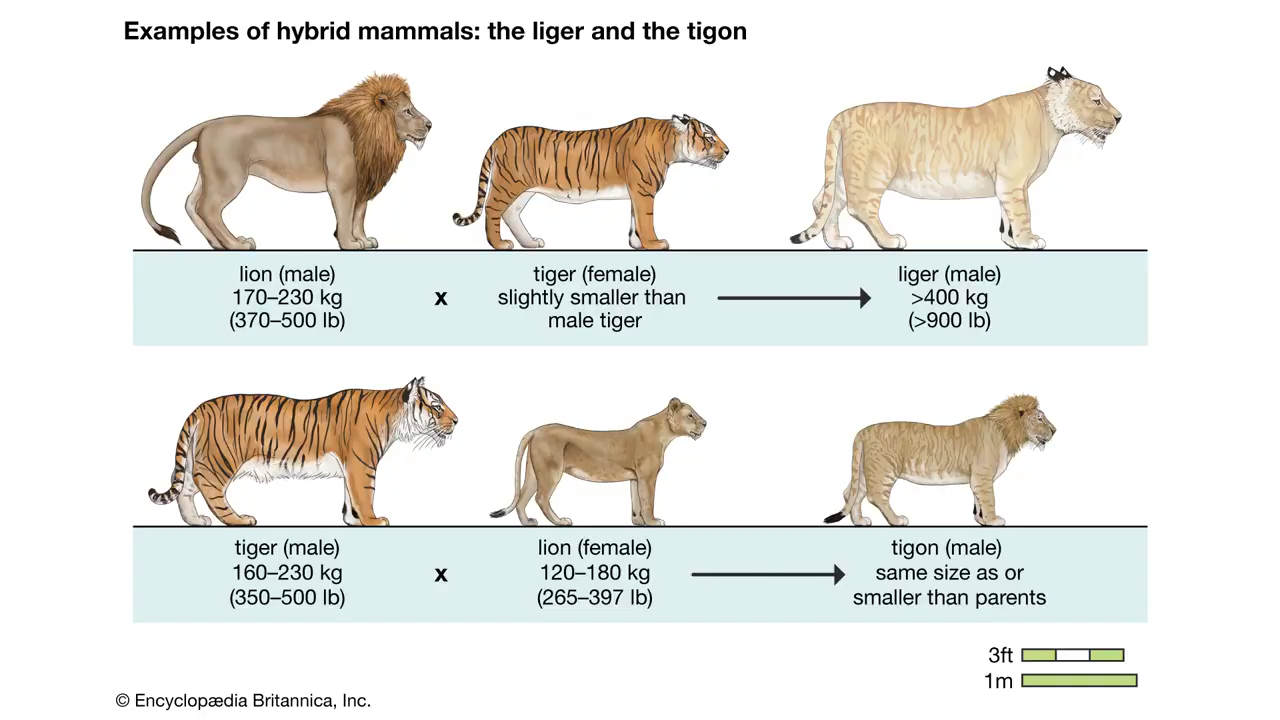 Examples of hybrid mammals: the liger and the tigon
lion (male)
170–230 kg
(370–500 lb)
x
tiger (female)
slightly smaller than
male tiger
liger (male)
>400 kg
(>900 lb)
tiger (male)
160–230 kg
(350–500 lb)
x
lion (female)
120–180 kg
(265–397 lb)
tigon (male)
same size as or
smaller than parents
3ft
1m
© Encyclopædia Britannica, Inc.